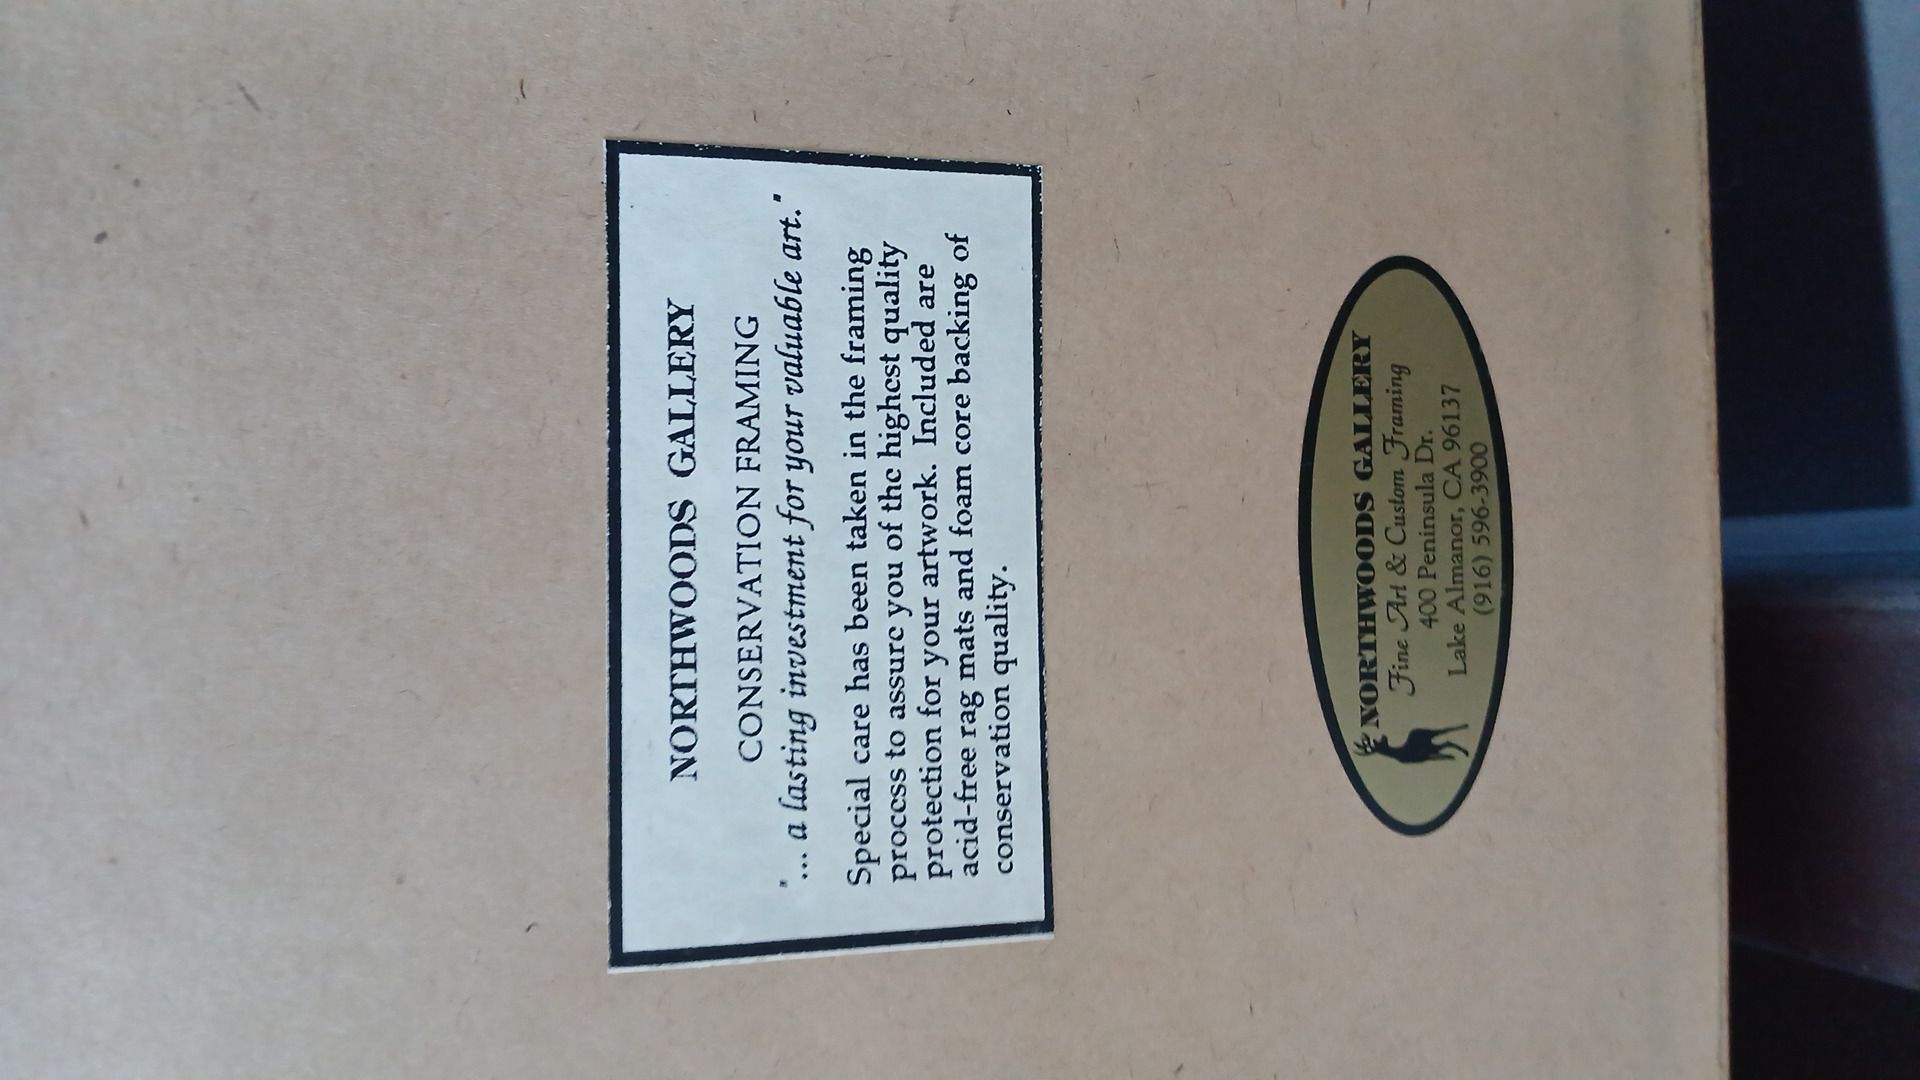 NORTHWOODS GALLERY
CONSERVATION FRAMING
"... a lasting investment for your valuable art."
Special care has been taken in the framing
process to assure you of the highest quality
protection for your artwork. Included are
acid-free rag mats and foam core backing of
conservation quality.
NORTHWOODS GALLERY
Fine Art & Custom Framing
400 Peninsula Dr.
Lake Almanor, CA 96137
(916) 596-3900